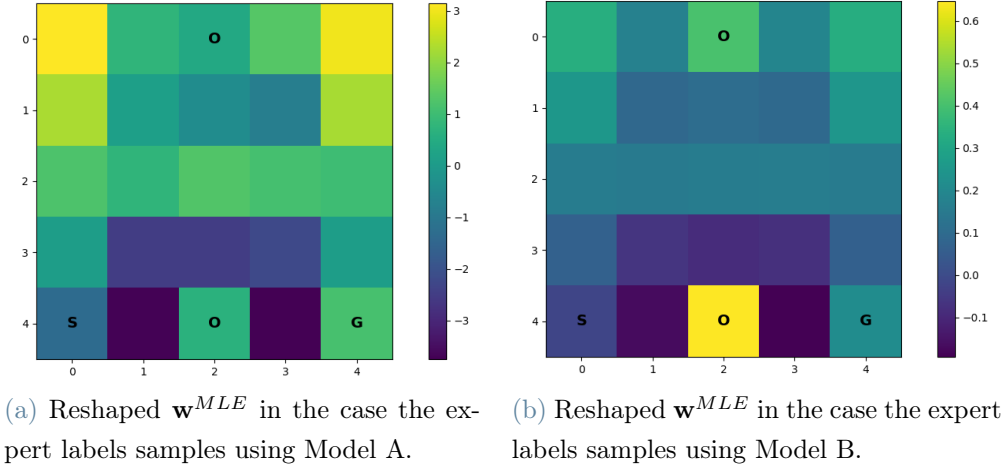 3
0.6
0
O
0
O
2
0.5
1
1
1
0.4
0
0.3
2
2
0.2
−1
0.1
3
−2
3
0.0
−3
4
S
O
G
4
S
O
G
−0.1
0
1
2
3
4
0
1
2
3
4
(a) Reshaped w^{MLE} in the case the ex-
pert labels samples using Model A.
(b) Reshaped w^{MLE} in the case the expert
labels samples using Model B.